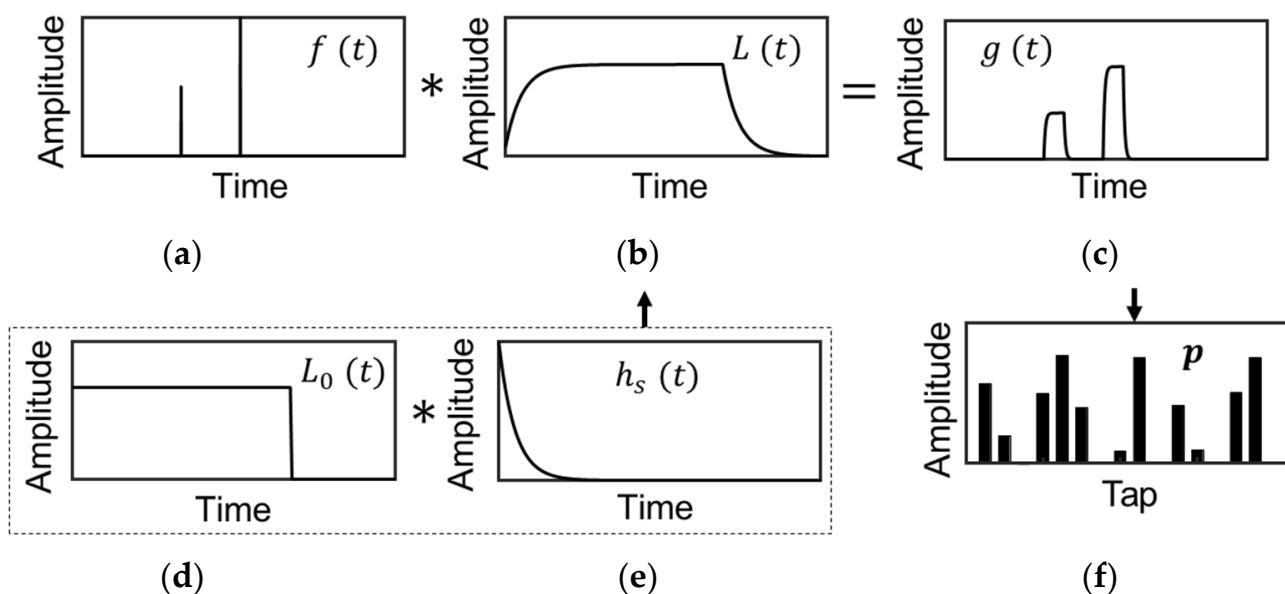 Amplitude
f (t)
Time
(a)
*
Amplitude
L (t)
Time
(b)
=
Amplitude
g (t)
Time
(c)
Amplitude
L₀ (t)
Time
(d)
*
Amplitude
hₛ (t)
Time
(e)
Amplitude
p
Tap
(f)